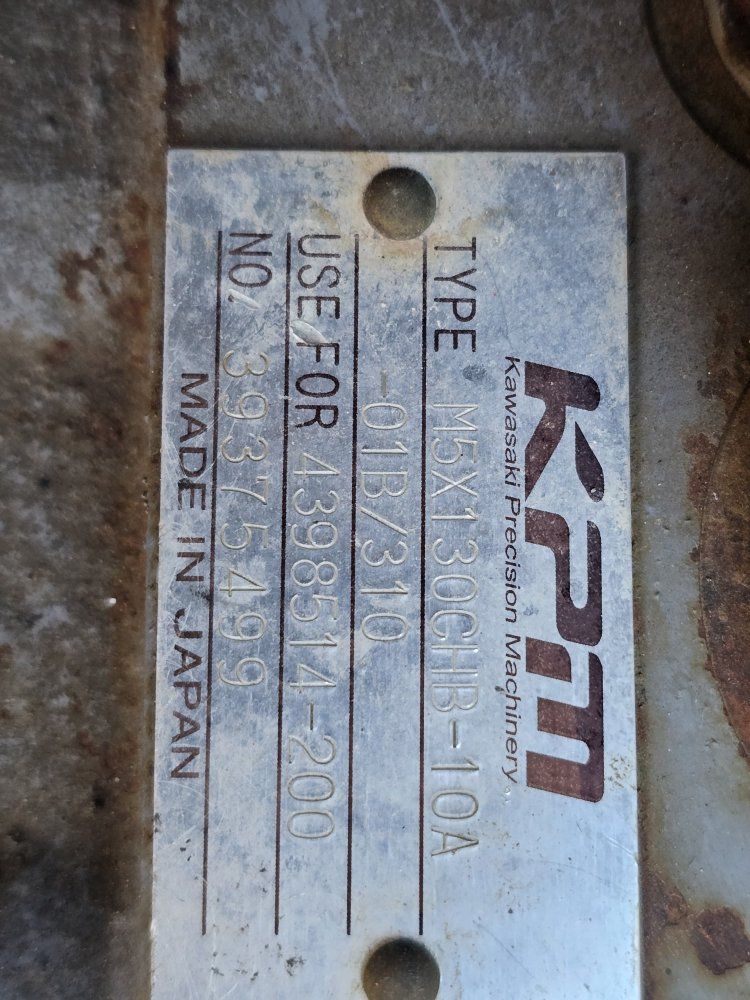 KPM
Kawasaki Precision Machinery
TYPE M5X130CHB-10A
-01B/310
USE FOR 4398514-200
NO. 39375499
MADE IN JAPAN